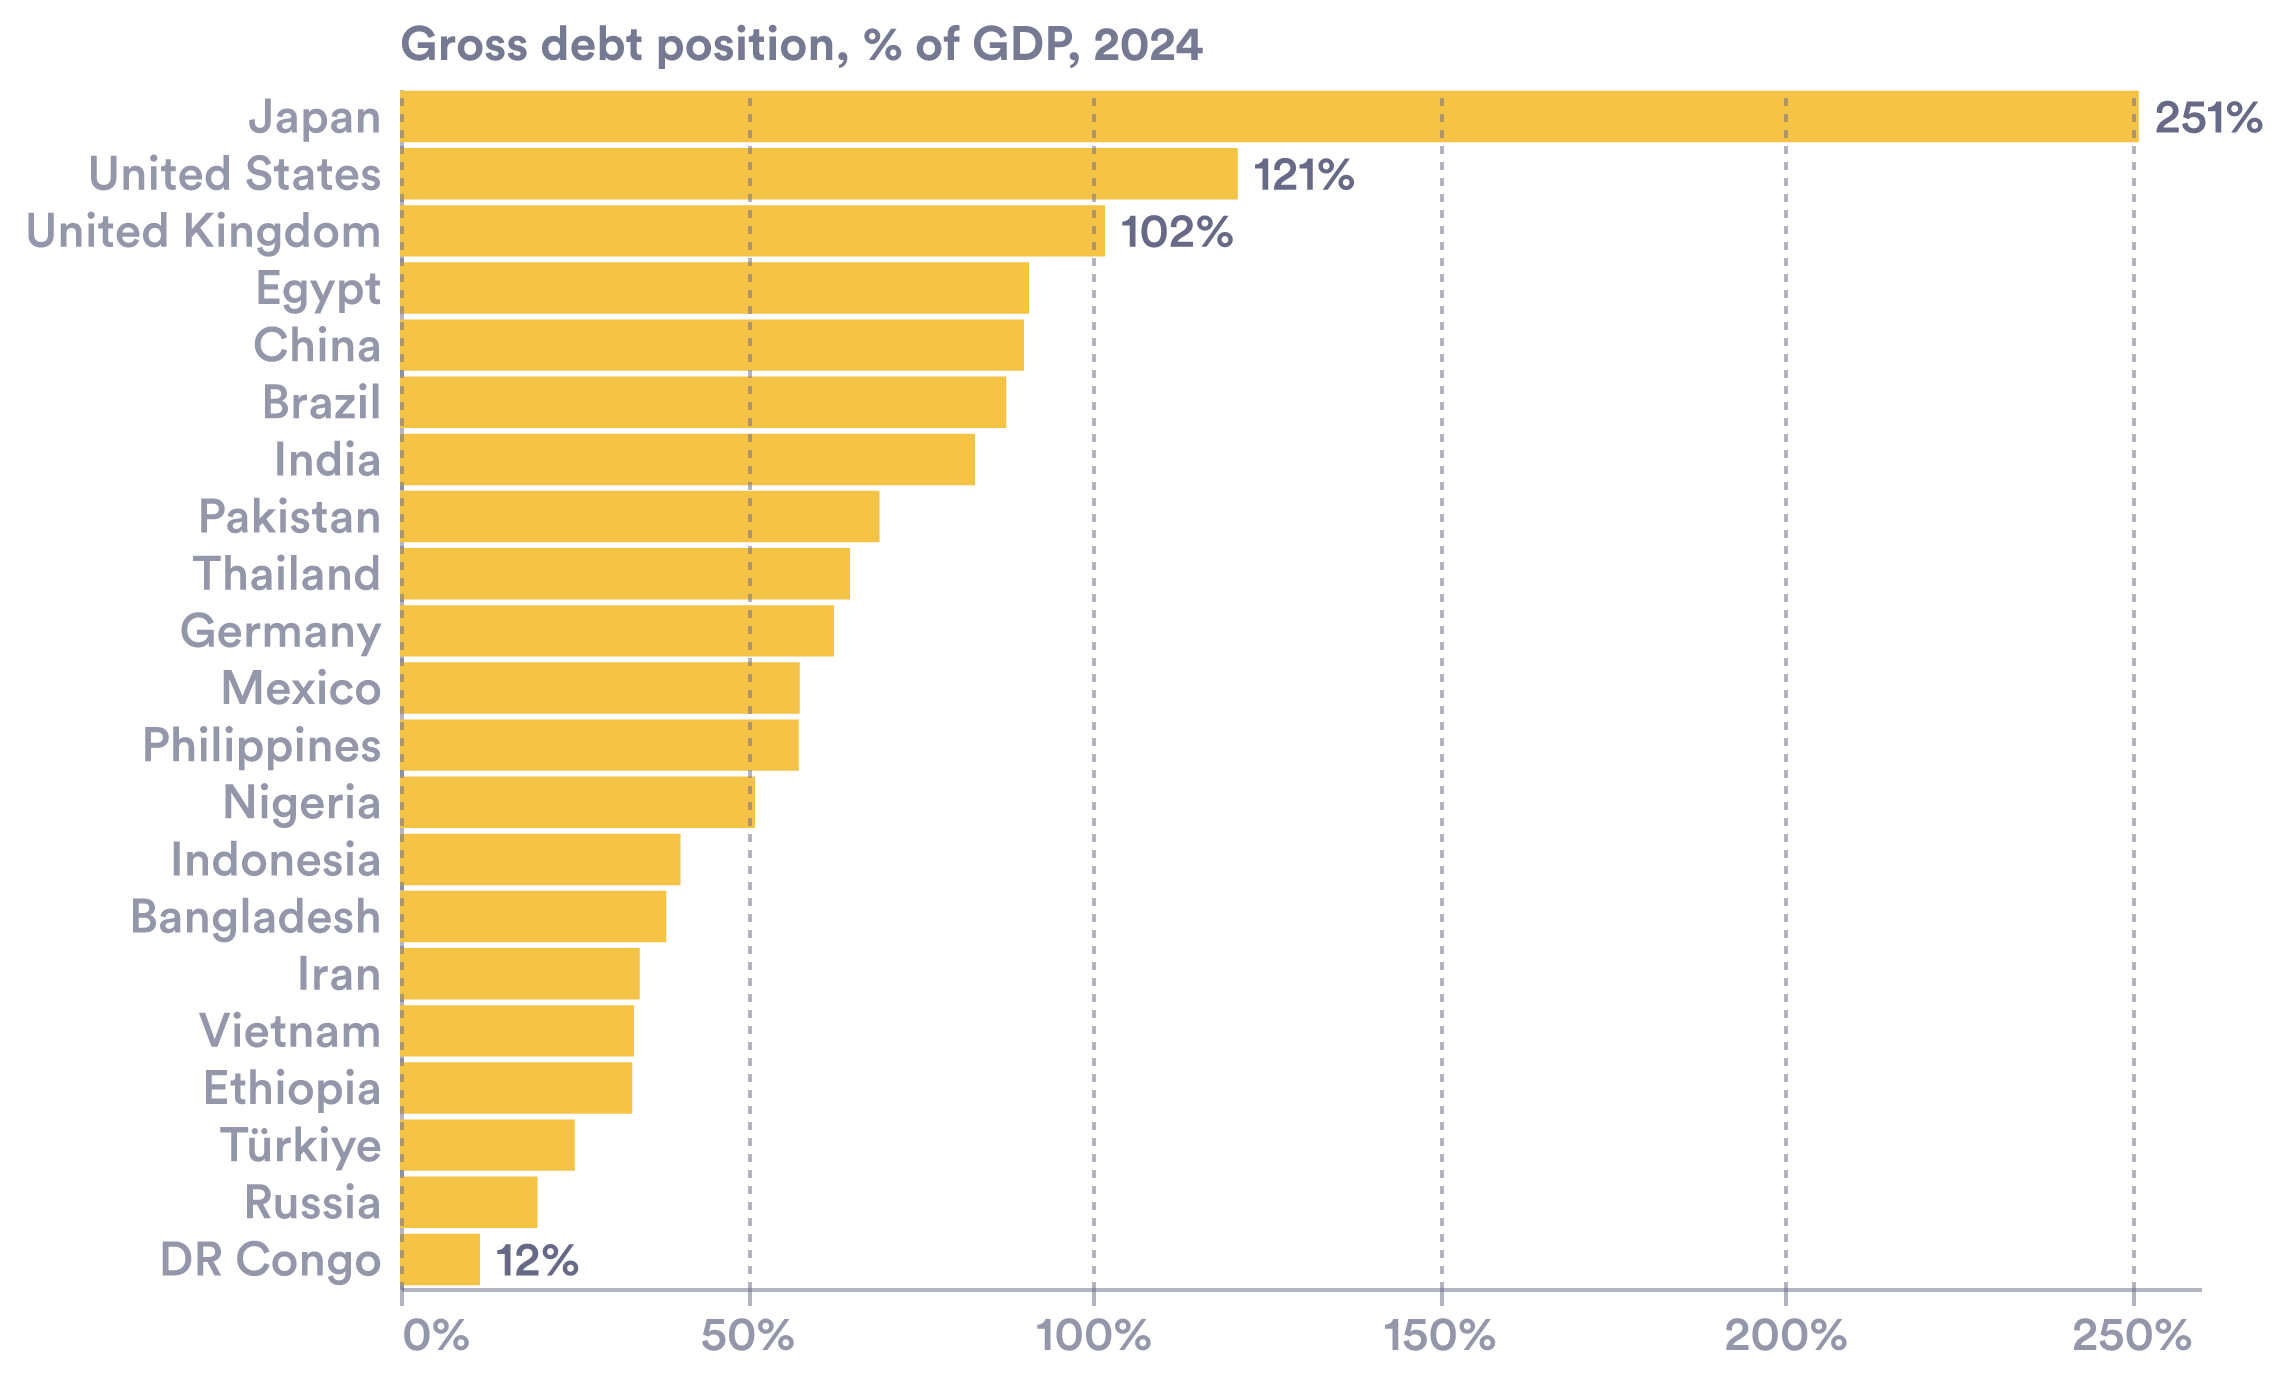 Gross debt position, % of GDP, 2024
Japan 251%
United States 121%
United Kingdom 102%
Egypt
China
Brazil
India
Pakistan
Thailand
Germany
Mexico
Philippines
Nigeria
Indonesia
Bangladesh
Iran
Vietnam
Ethiopia
Türkiye
Russia
DR Congo 12%
0% 50% 100% 150% 200% 250%